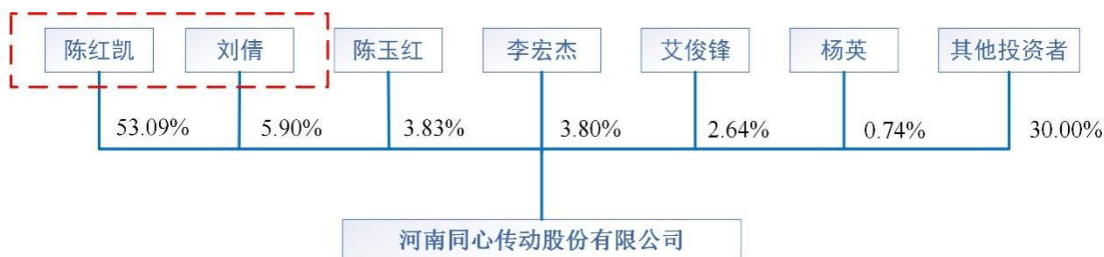 陈红凯 刘倩 陈玉红 李宏杰 艾俊锋 杨英 其他投资者
53.09% 5.90% 3.83% 3.80% 2.64% 0.74% 30.00%
河南同心传动股份有限公司